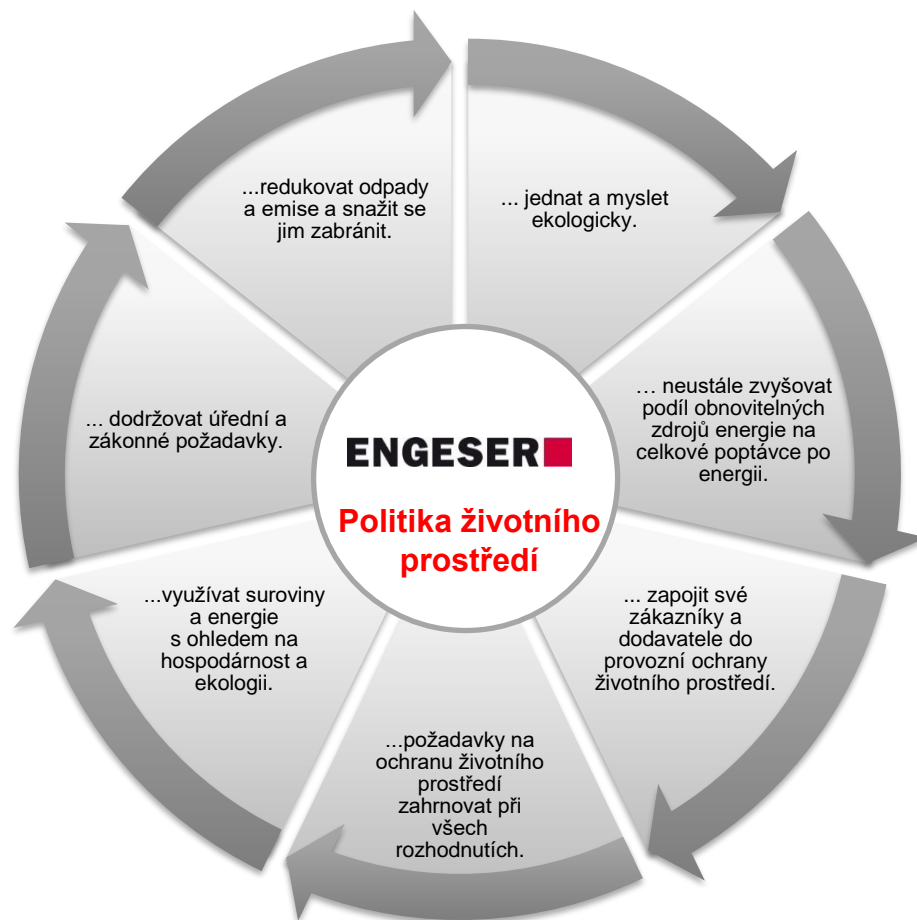 ... jednat a myslet
ekologicky.
... neustále zvyšovat
podíl obnovitelných
zdrojů energie na
celkové poptávce po
energii.
... zapojit své
zákazníky a
dodavatele do
provozní ochrany
životního prostředí.
...požadavky na
ochranu životního
prostředí
zahrnovat při
všech
rozhodnutích.
...využívat suroviny
a energie
s ohledem na
hospodárnost a
ekologii.
... dodržovat úřední a
zákonné požadavky.
...redukovat odpady
a emise a snažit se
jim zabránit.
ENGESER
Politika životního
prostředí